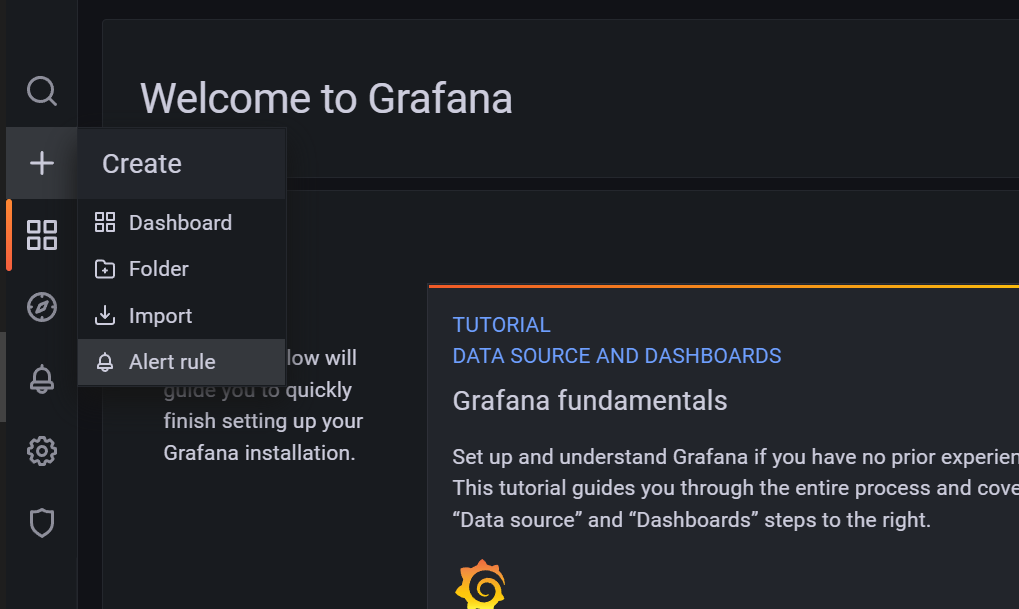 Welcome to Grafana
Create
Dashboard
Folder
Import
Alert rule
low will
guide you to quickly
finish setting up your
Grafana installation.
TUTORIAL
DATA SOURCE AND DASHBOARDS
Grafana fundamentals
Set up and understand Grafana if you have no prior experien
This tutorial guides you through the entire process and cove
“Data source” and “Dashboards” steps to the right.